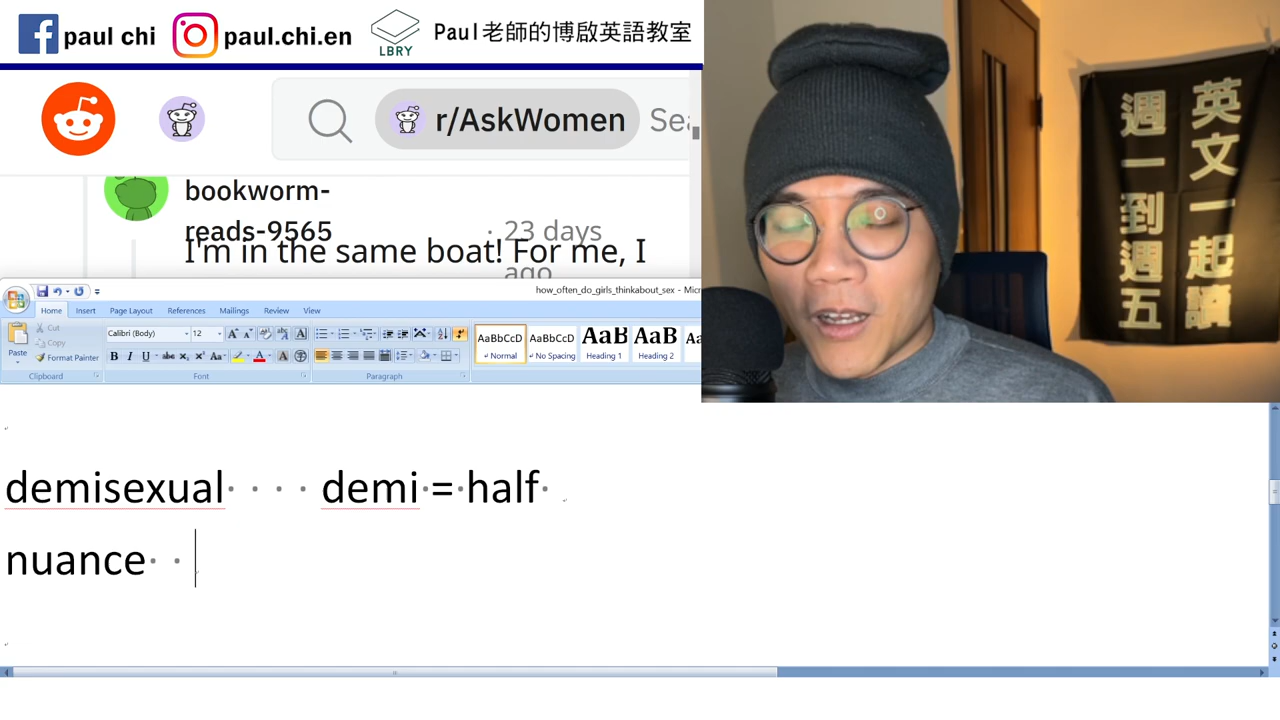 paul chi paul.chi.en LBRY Paul老師的博啟英語教室
r/AskWomen Sea
bookworm-
reads-9565 · 23 days
ago
I'm in the same boat! For me, I
how_often_do_girls_thinkabout_sex - Micr
Home Insert Page Layout References Mailings Review View
Cut
Copy
Format Painter
Paste
Calibri (Body) 12
AaBbCcD AaBbCcD AaB AaB Aa
Normal No Spacing Heading 1 Heading 2
Clipboard Font Paragraph
demisexual demi = half
nuance
英文一起讀
週一到週五